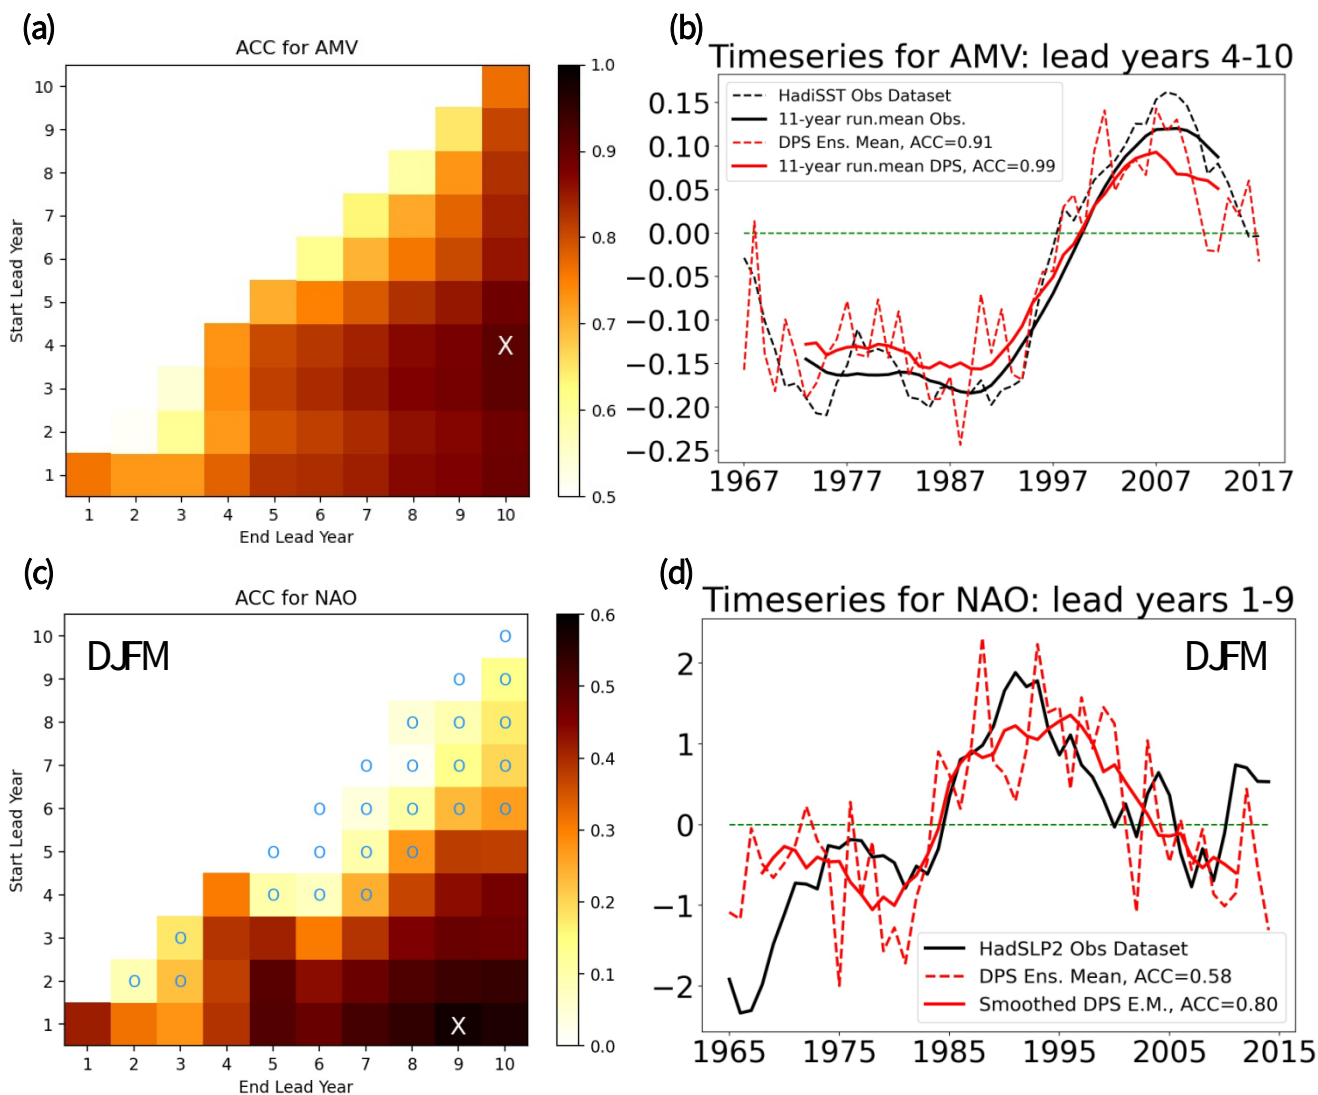 (a)
ACC for AMV
Start Lead Year
10
9
8
7
6
5
4
3
2
1
X
1 2 3 4 5 6 7 8 9 10
End Lead Year
1.0
0.9
0.8
0.7
0.6
0.5
(b)
Timeseries for AMV: lead years 4-10
HadiSST Obs Dataset
11-year run.mean Obs.
DPS Ens. Mean, ACC=0.91
11-year run.mean DPS, ACC=0.99
0.15
0.10
0.05
0.00
−0.05
−0.10
−0.15
−0.20
−0.25
1967 1977 1987 1997 2007 2017
(c)
ACC for NAO
DJFM
Start Lead Year
10 O
9 O O
8 O O O
7 O O O O
6 O O O O O
5 O O O O
4 O O O
3 O
2 O O
1 X
1 2 3 4 5 6 7 8 9 10
End Lead Year
0.6
0.5
0.4
0.3
0.2
0.1
0.0
(d)
Timeseries for NAO: lead years 1-9
DJFM
2
1
0
−1
−2
HadSLP2 Obs Dataset
DPS Ens. Mean, ACC=0.58
Smoothed DPS E.M., ACC=0.80
1965 1975 1985 1995 2005 2015